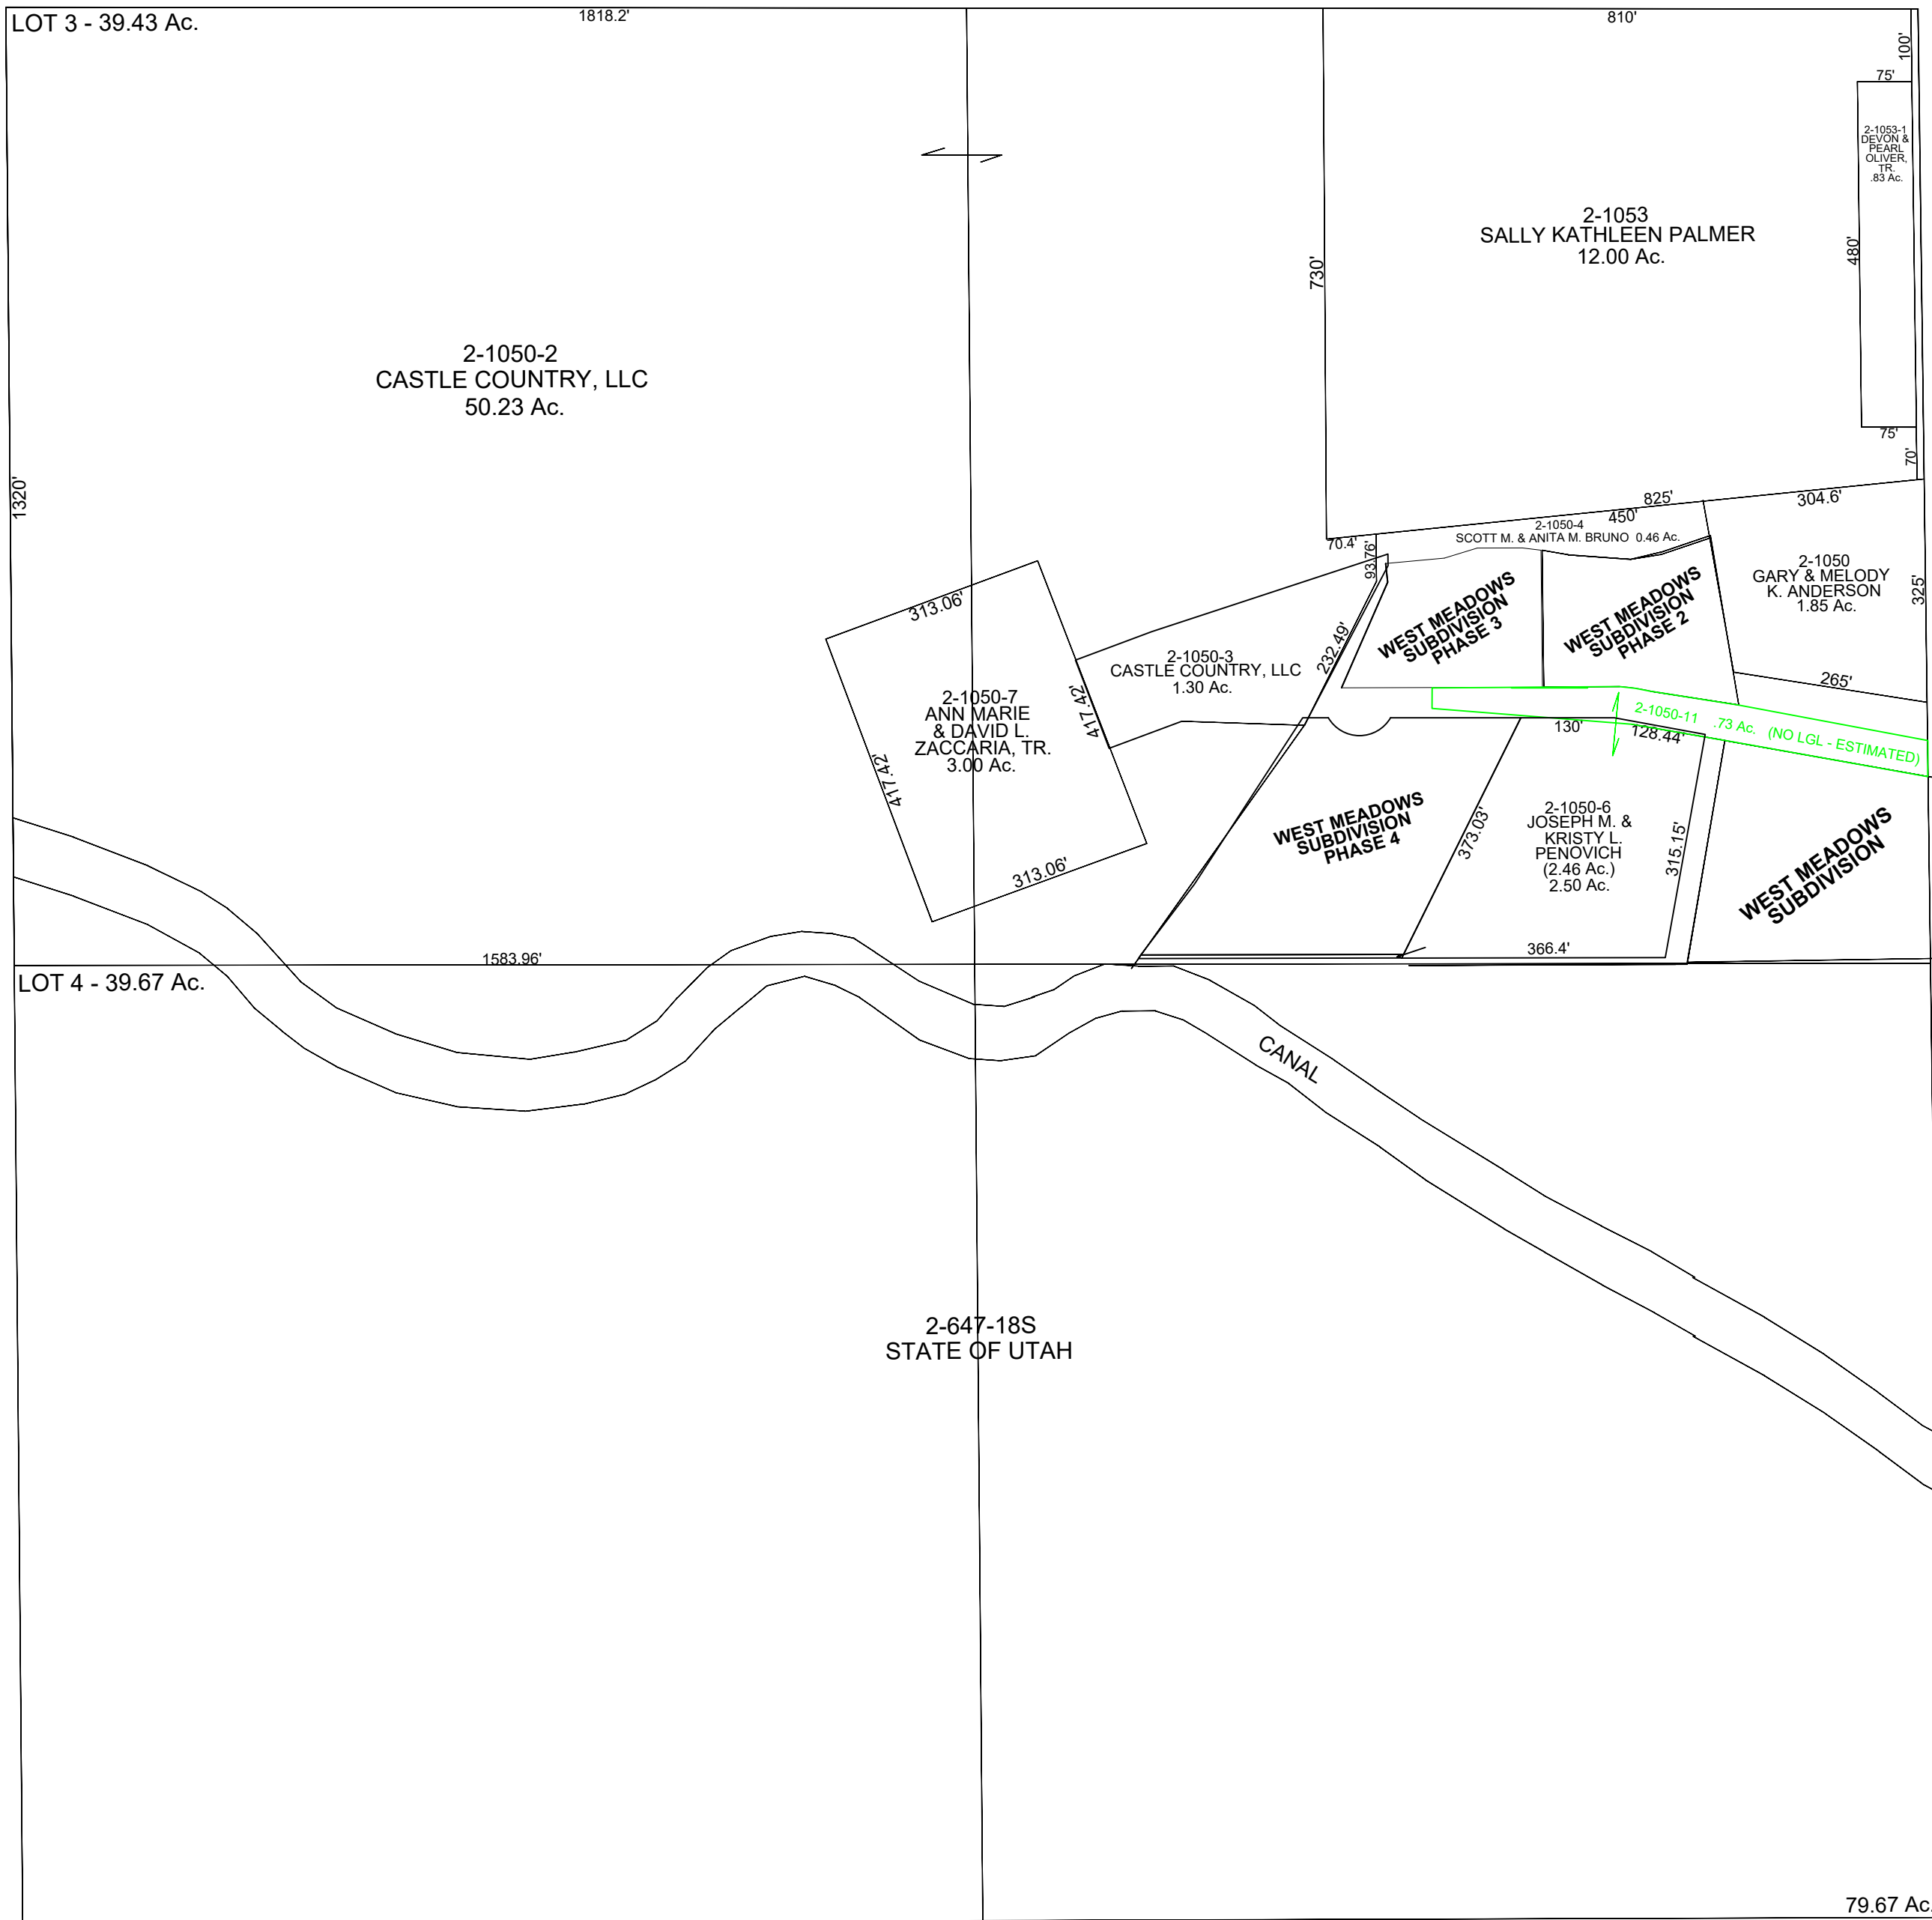 LOT 3 - 39.43 Ac.
1818.2'
810'
100'
75'
2-1053-1
DEVON &
PEARL
OLIVER,
TR.
.83 Ac.
2-1053
SALLY KATHLEEN PALMER
12.00 Ac.
480'
730'
2-1050-2
CASTLE COUNTRY, LLC
50.23 Ac.
75'
70'
1320'
825'
304.6'
450'
2-1050-4
SCOTT M. & ANITA M. BRUNO 0.46 Ac.
70.4'
93.76'
2-1050
GARY & MELODY
K. ANDERSON
1.85 Ac.
325'
313.06'
WEST MEADOWS
SUBDIVISION
PHASE 3
WEST MEADOWS
SUBDIVISION
PHASE 2
232.49'
2-1050-3
CASTLE COUNTRY, LLC
1.30 Ac.
265'
2-1050-7
ANN MARIE
& DAVID L.
ZACCARIA, TR.
3.00 Ac.
417.42'
417.42'
2-1050-11 .73 Ac. (NO LGL - ESTIMATED)
130'
128.44'
WEST MEADOWS
SUBDIVISION
PHASE 4
373.03'
2-1050-6
JOSEPH M. &
KRISTY L.
PENOVICH
(2.46 Ac.)
2.50 Ac.
315.15'
WEST MEADOWS
SUBDIVISION
313.06'
366.4'
1583.96'
LOT 4 - 39.67 Ac.
CANAL
2-647-18S
STATE OF UTAH
79.67 Ac